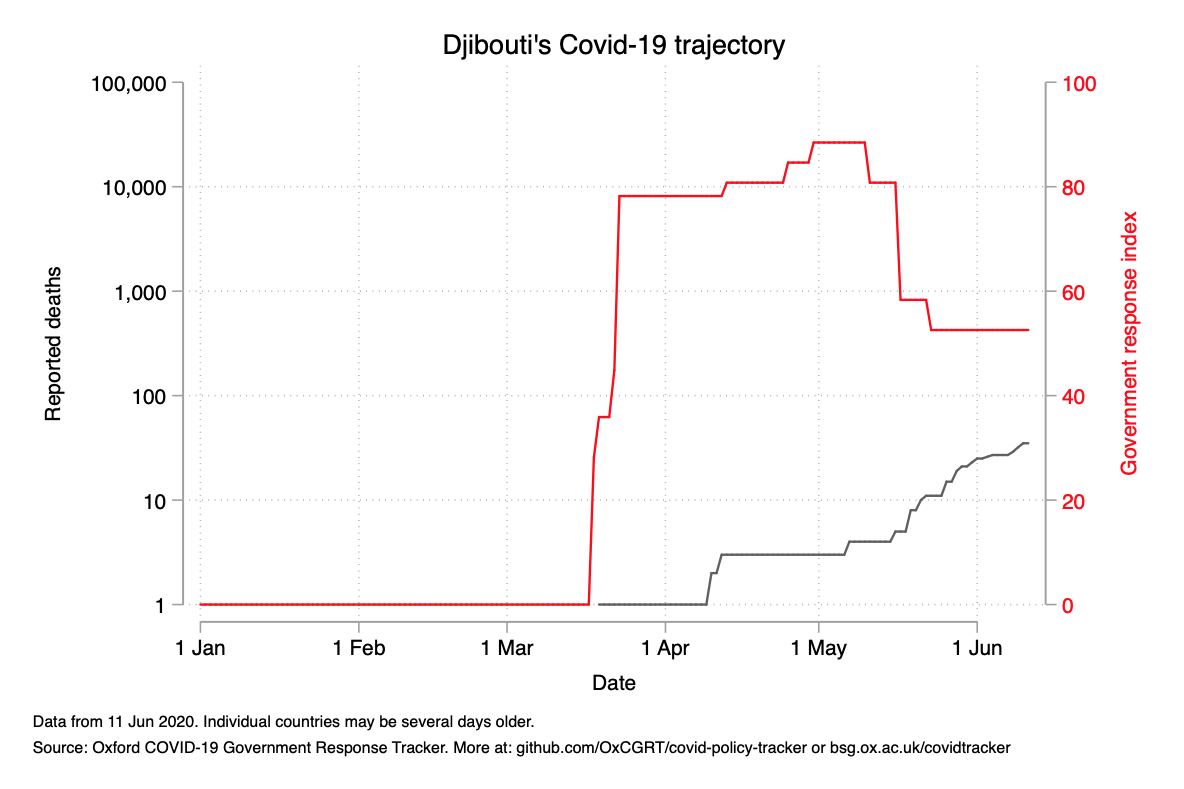 Djibouti's Covid-19 trajectory
100,000
10,000
1,000
100
10
1
Reported deaths
100
80
60
40
20
0
Government response index
1 Jan
1 Feb
1 Mar
1 Apr
1 May
1 Jun
Date
Data from 11 Jun 2020. Individual countries may be several days older.
Source: Oxford COVID-19 Government Response Tracker. More at: github.com/OxCGRT/covid-policy-tracker or bsg.ox.ac.uk/covidtracker